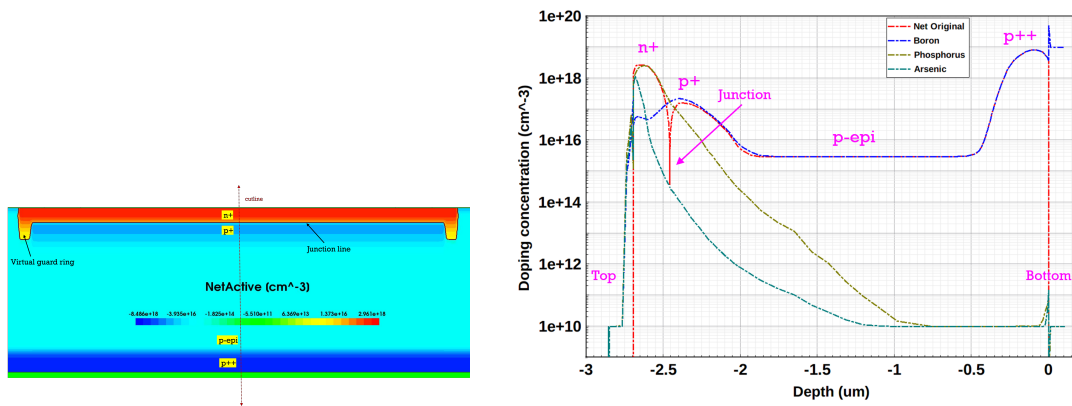 cutline
n+
p+
Junction line
Virtual guard ring
NetActive (cm^-3)
-8.486e+18 -3.935e+16 -1.825e+14 -5.510e+11 6.369e+13 1.373e+16 2.961e+18
p-epi
p++
1e+20
1e+18
1e+16
1e+14
1e+12
1e+10
Doping concentration (cm^-3)
Net Original
Boron
Phosphorus
Arsenic
n+
p+
p++
Junction
p-epi
Top
Bottom
-3 -2.5 -2 -1.5 -1 -0.5 0
Depth (um)